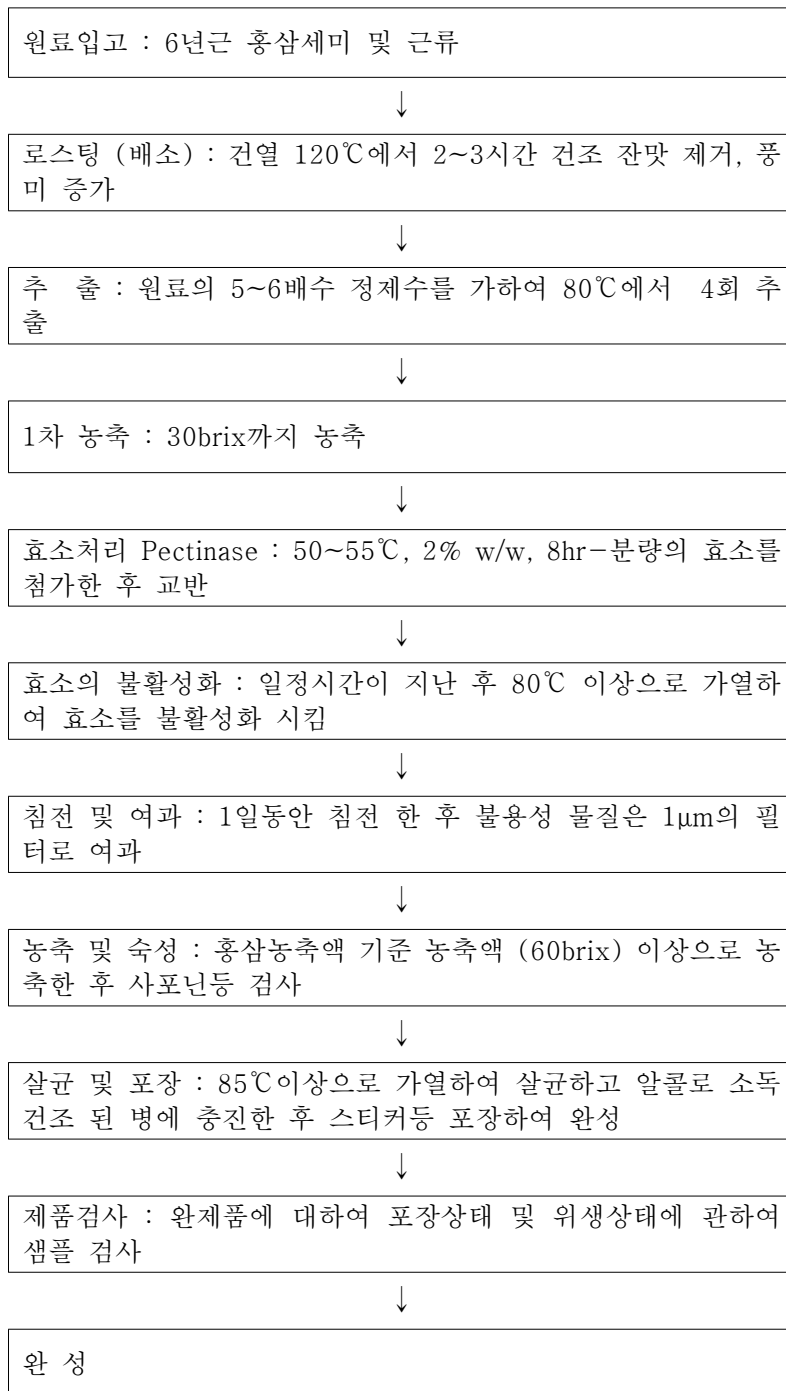 원료입고 : 6년근 홍삼세미 및 근류
↓
로스팅 (배소) : 건열 120℃에서 2~3시간 건조 잔맛 제거, 풍
미 증가
↓
추 출 : 원료의 5~6배수 정제수를 가하여 80℃에서 4회 추
출
↓
1차 농축 : 30brix까지 농축
↓
효소처리 Pectinase : 50~55℃, 2% w/w, 8hr-분량의 효소를
첨가한 후 교반
↓
효소의 불활성화 : 일정시간이 지난 후 80℃ 이상으로 가열하
여 효소를 불활성화 시킴
↓
침전 및 여과 : 1일동안 침전 한 후 불용성 물질은 1μm의 필
터로 여과
↓
농축 및 숙성 : 홍삼농축액 기준 농축액 (60brix) 이상으로 농
축한 후 사포닌등 검사
↓
살균 및 포장 : 85℃이상으로 가열하여 살균하고 알콜로 소독
건조 된 병에 충진한 후 스티커등 포장하여 완성
↓
제품검사 : 완제품에 대하여 포장상태 및 위생상태에 관하여
샘플 검사
↓
완 성